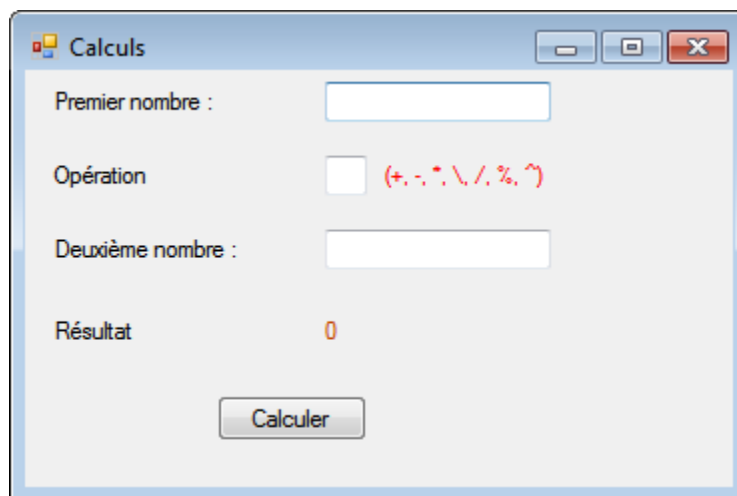 Calculs
Premier nombre :
Opération (+, -, *, \, /, %, ^)
Deuxième nombre :
Résultat 0
Calculer